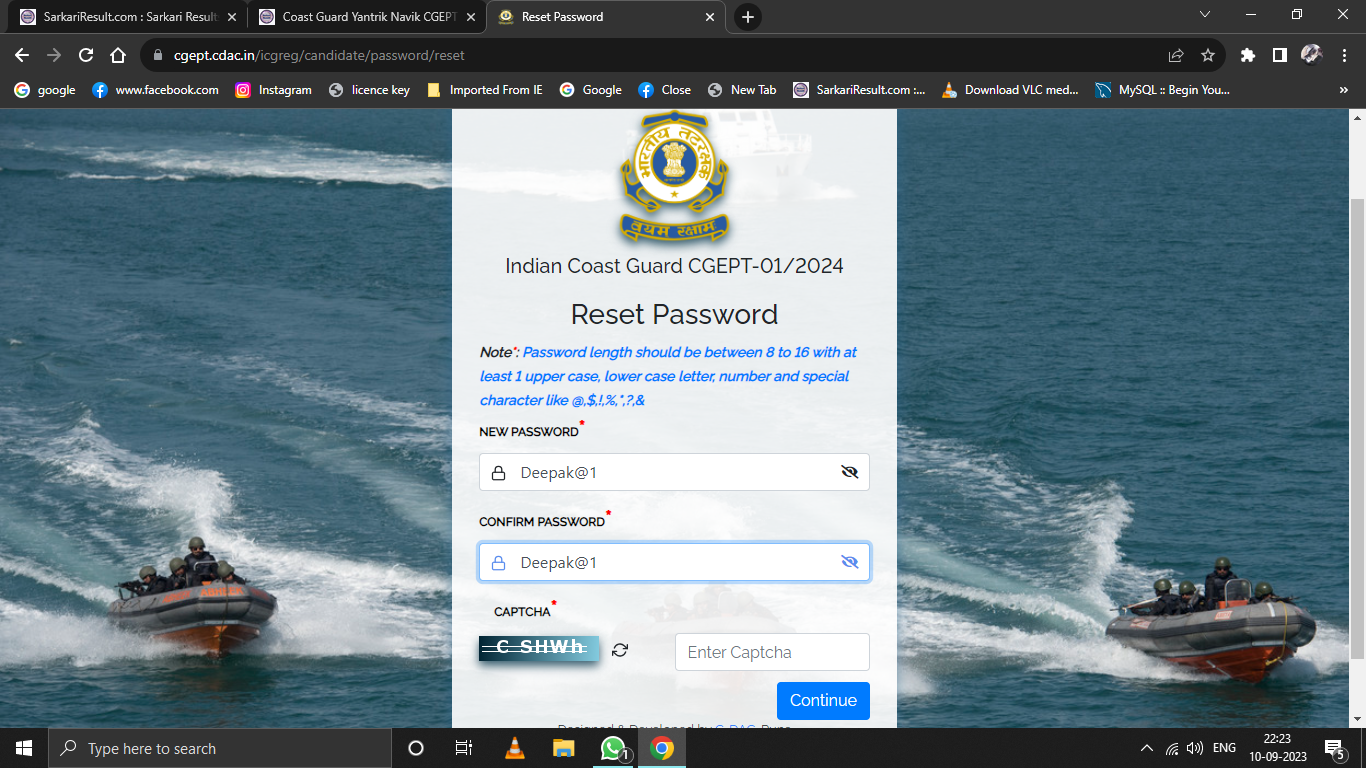 SarkariResult.com : Sarkari Result
Coast Guard Yantrik Navik CGEPT
Reset Password
cgept.cdac.in/icgreg/candidate/password/reset
google
www.facebook.com
Instagram
licence key
Imported From IE
Google
Close
New Tab
SarkariResult.com :...
Download VLC med...
MySQL :: Begin You...
»
भारतीय तटरक्षक
वयम रक्षामः
Indian Coast Guard CGEPT-01/2024
Reset Password
Note*: Password length should be between 8 to 16 with at
least 1 upper case, lower case letter, number and special
character like @,$,!,%,*,?,&
NEW PASSWORD*
Deepak@1
CONFIRM PASSWORD*
Deepak@1
CAPTCHA*
C SHWh
Enter Captcha
Continue
Designed & Developed by C-DAC, Pune
Type here to search
1
ENG
22:23
10-09-2023
5